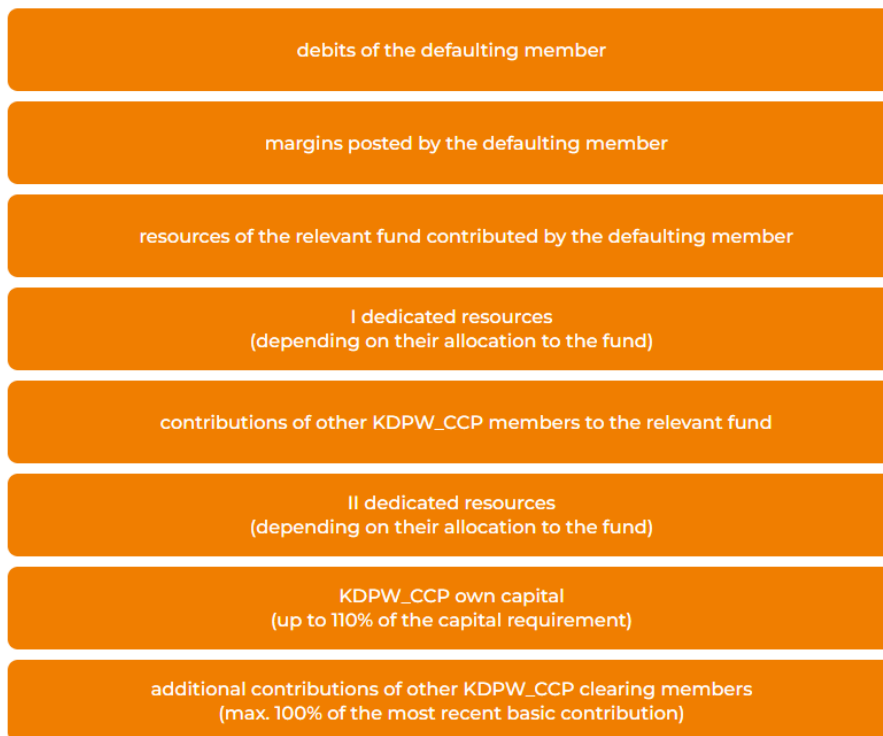 debits of the defaulting member
margins posted by the defaulting member
resources of the relevant fund contributed by the defaulting member
I dedicated resources
(depending on their allocation to the fund)
contributions of other KDPW_CCP members to the relevant fund
II dedicated resources
(depending on their allocation to the fund)
KDPW_CCP own capital
(up to 110% of the capital requirement)
additional contributions of other KDPW_CCP clearing members
(max. 100% of the most recent basic contribution)